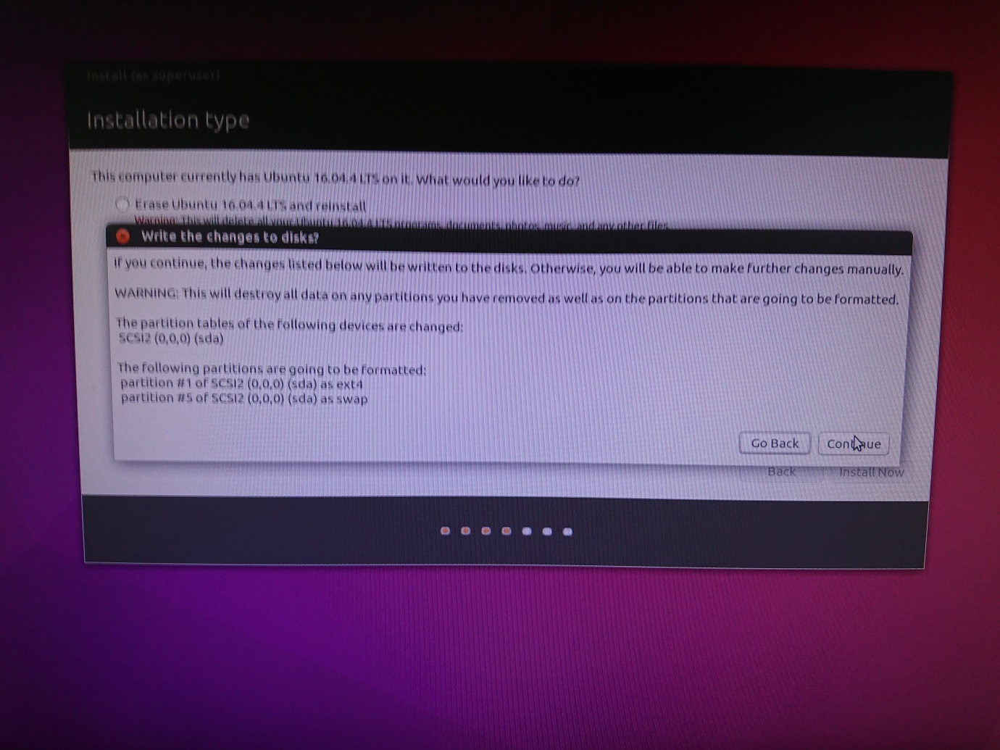 Install (as superuser)
Installation type
This computer currently has Ubuntu 16.04.4 LTS on it. What would you like to do?
Erase Ubuntu 16.04.4 LTS and reinstall
Warning: This will delete all your Ubuntu 16.04.4 LTS programs, documents, photos, music, and any other files
Write the changes to disks?
If you continue, the changes listed below will be written to the disks. Otherwise, you will be able to make further changes manually.
WARNING: This will destroy all data on any partitions you have removed as well as on the partitions that are going to be formatted.
The partition tables of the following devices are changed:
SCSI2 (0,0,0) (sda)
The following partitions are going to be formatted:
partition #1 of SCSI2 (0,0,0) (sda) as ext4
partition #5 of SCSI2 (0,0,0) (sda) as swap
Go Back Continue
Back Install Now